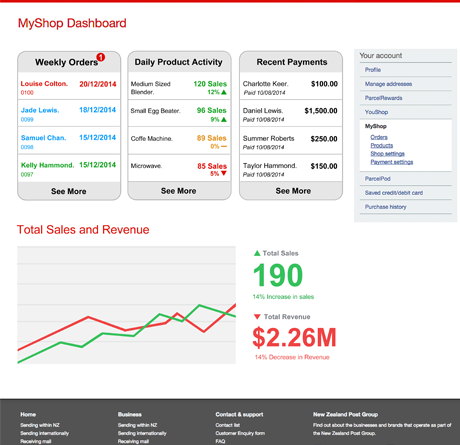 MyShop Dashboard
Weekly Orders
1
Louise Colton. 20/12/2014
0100
Jade Lewis. 18/12/2014
0099
Samuel Chan. 15/12/2014
0098
Kelly Hammond. 15/12/2014
0097
See More
Daily Product Activity
Medium Sized 120 Sales
Blender. 12% ▲
Small Egg Beater. 96 Sales
9% ▲
Coffe Machine. 89 Sales
0% —
Microwave. 85 Sales
5% ▼
See More
Recent Payments
Charlotte Keer. $100.00
Paid 10/08/2014
Daniel Lewis. $1,500.00
Paid 10/08/2014
Summer Roberts $250.00
Paid 10/08/2014
Taylor Hammond. $150.00
Paid 10/08/2014
See More
Your account
Profile
Manage addresses
ParcelRewards
YouShop
MyShop
Orders
Products
Shop settings
Payment settings
ParcelPod
Saved credit/debit card
Purchase history
Total Sales and Revenue
▲ Total Sales
190
14% Increase in sales
▼ Total Revenue
$2.26M
14% Decrease in Revenue
Home
Sending within NZ
Sending internationally
Receiving mail
Business
Sending within NZ
Sending Internationally
Receiving mail
Contact & support
Contact list
Customer Enquiry form
FAQ
New Zealand Post Group
Find out about the businesses and brands that operate as part of
the New Zealand Post Group.